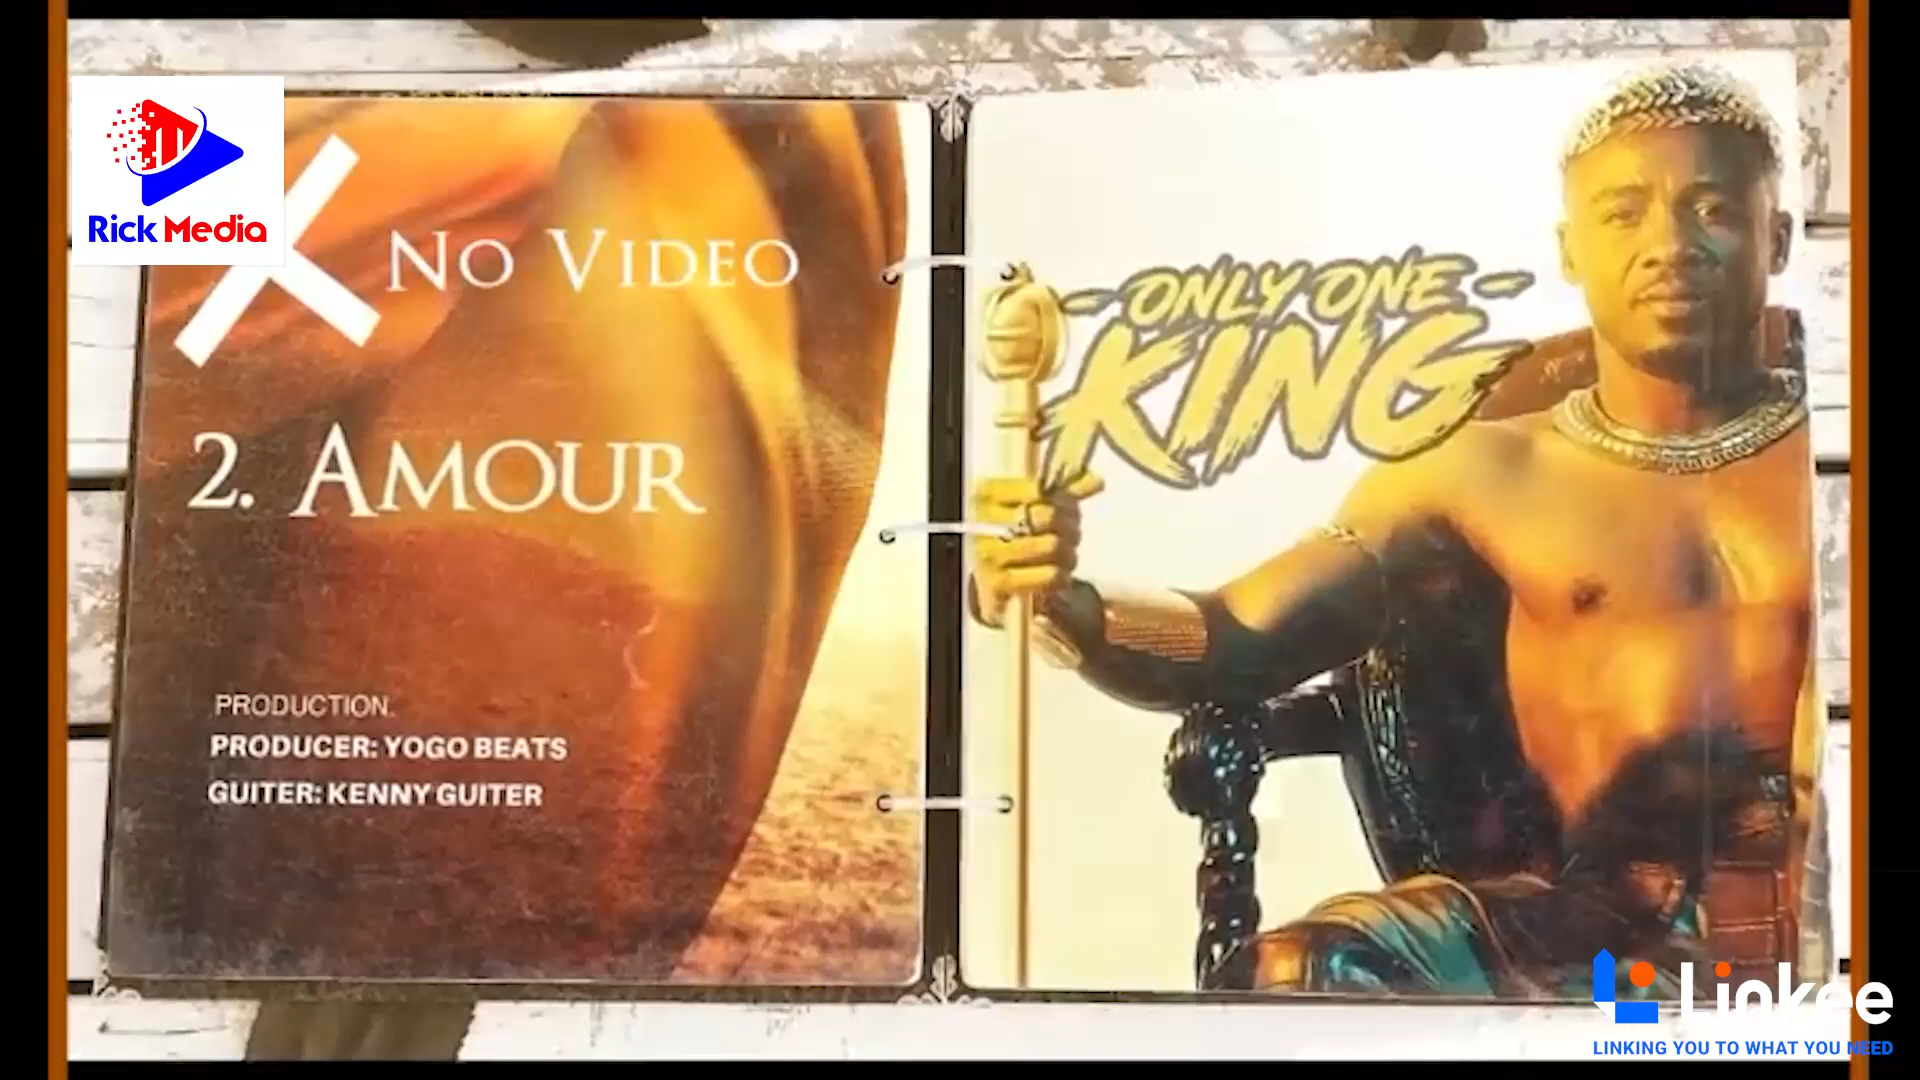 Rick Media
No Video
2. Amour
PRODUCTION.
PRODUCER: YOGO BEATS
GUITER: KENNY GUITER
- ONLY ONE -
KING
Linkee
LINKING YOU TO WHAT YOU NEED